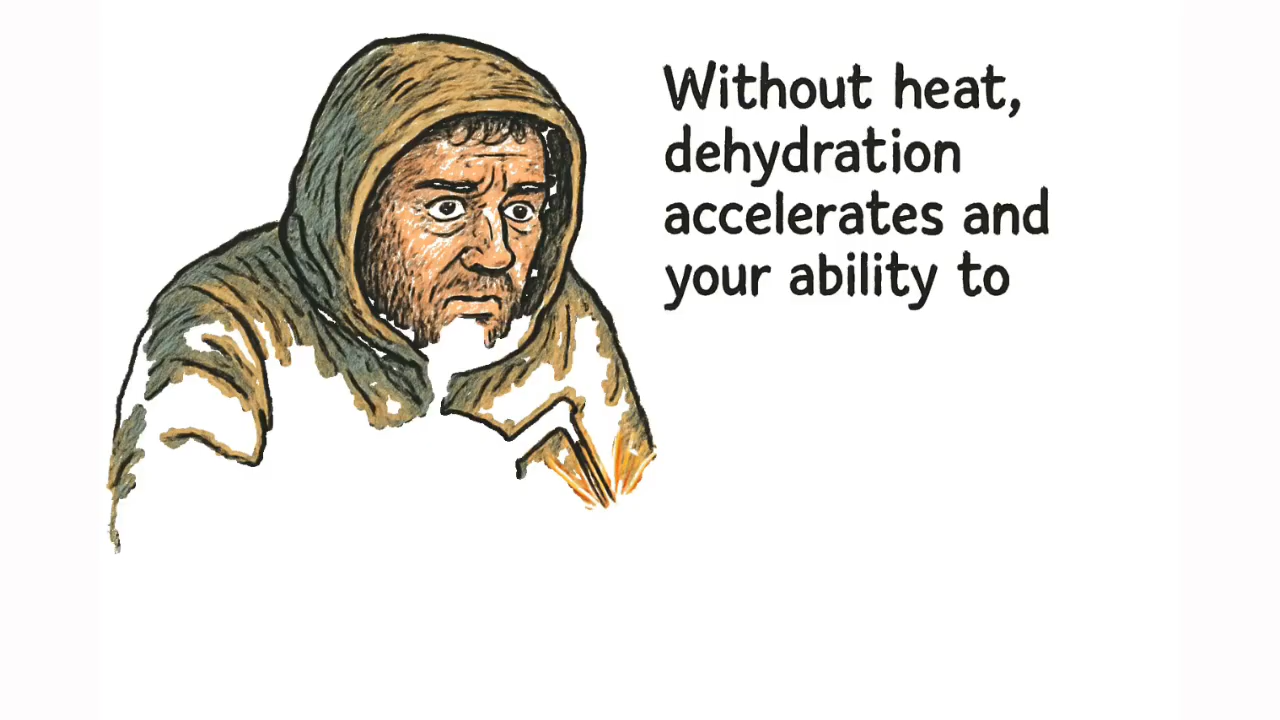 Without heat,
dehydration
accelerates and
your ability to